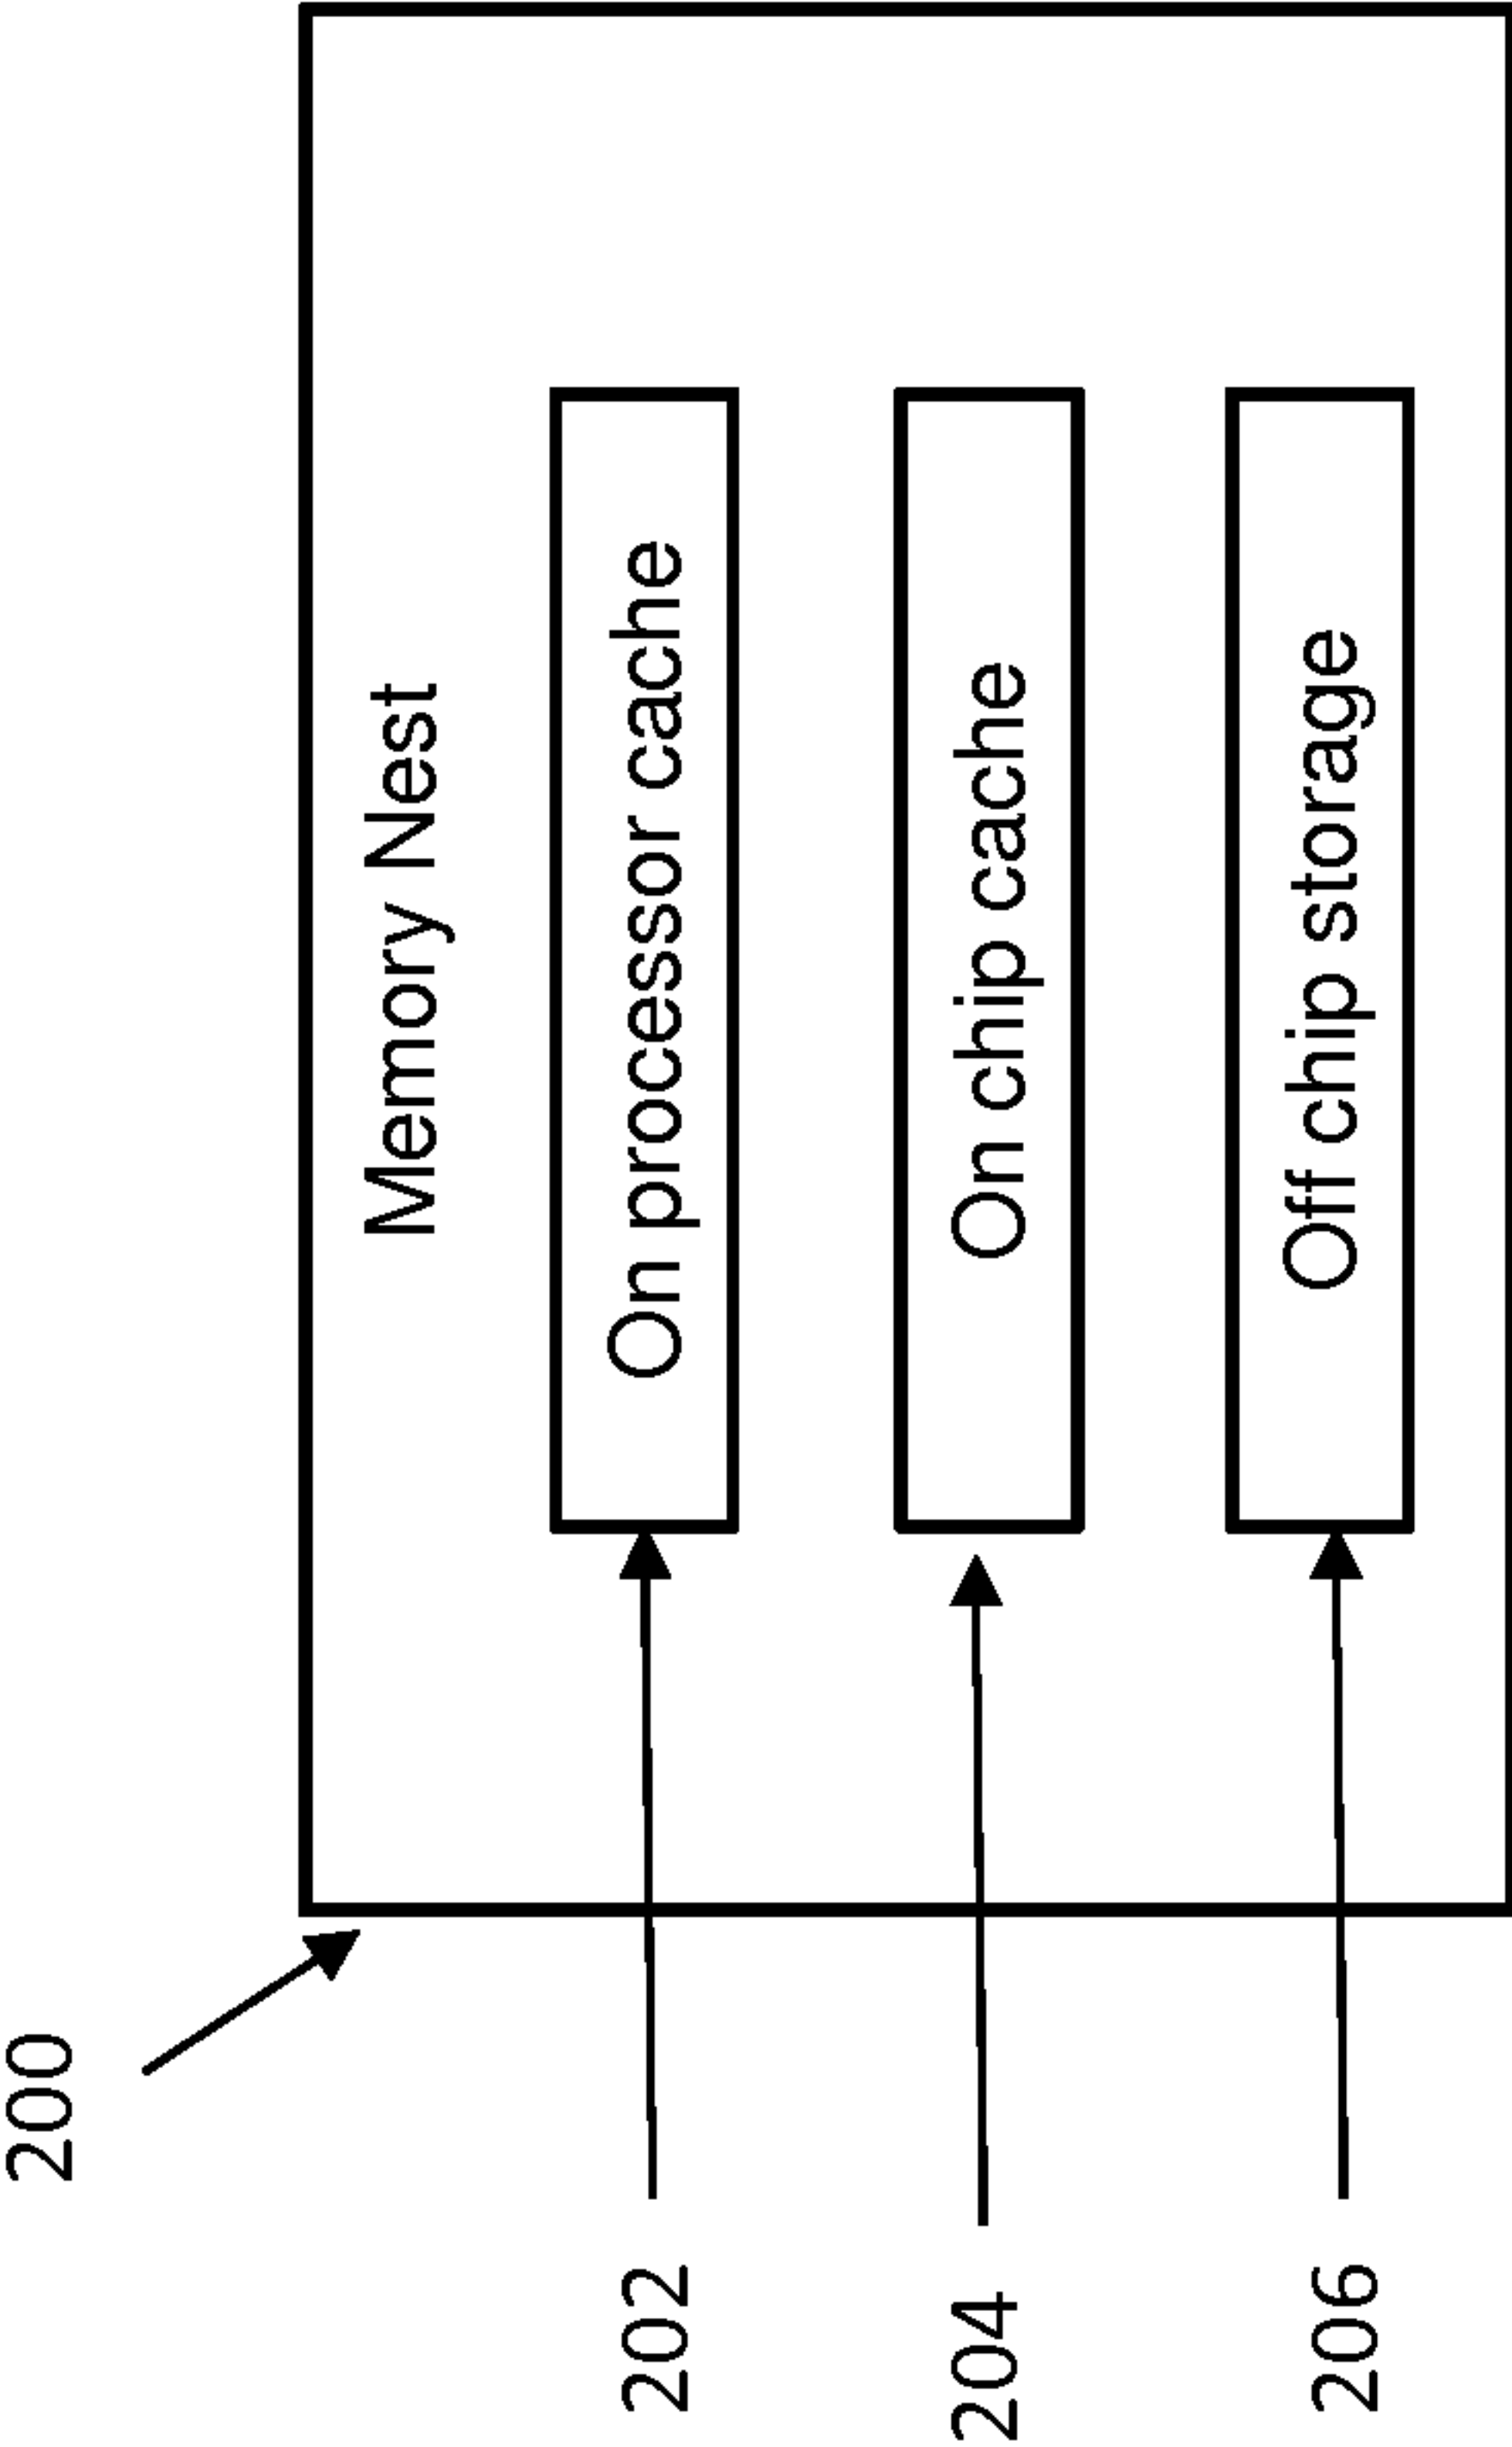 200
Memory Nest
202
On processor cache
204
On chip cache
206
Off chip storage